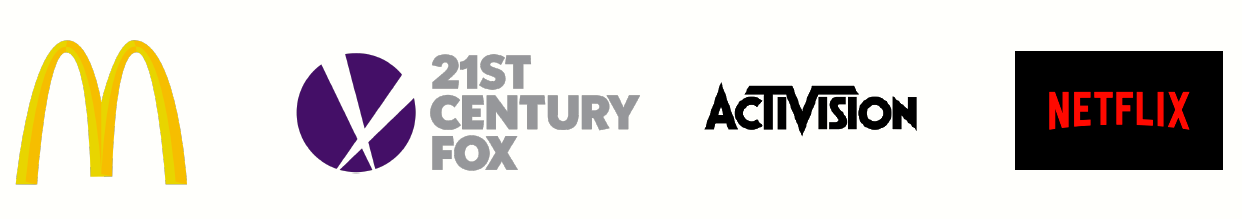 M
21ST
CENTURY
FOX
ACTIVISION
NETFLIX